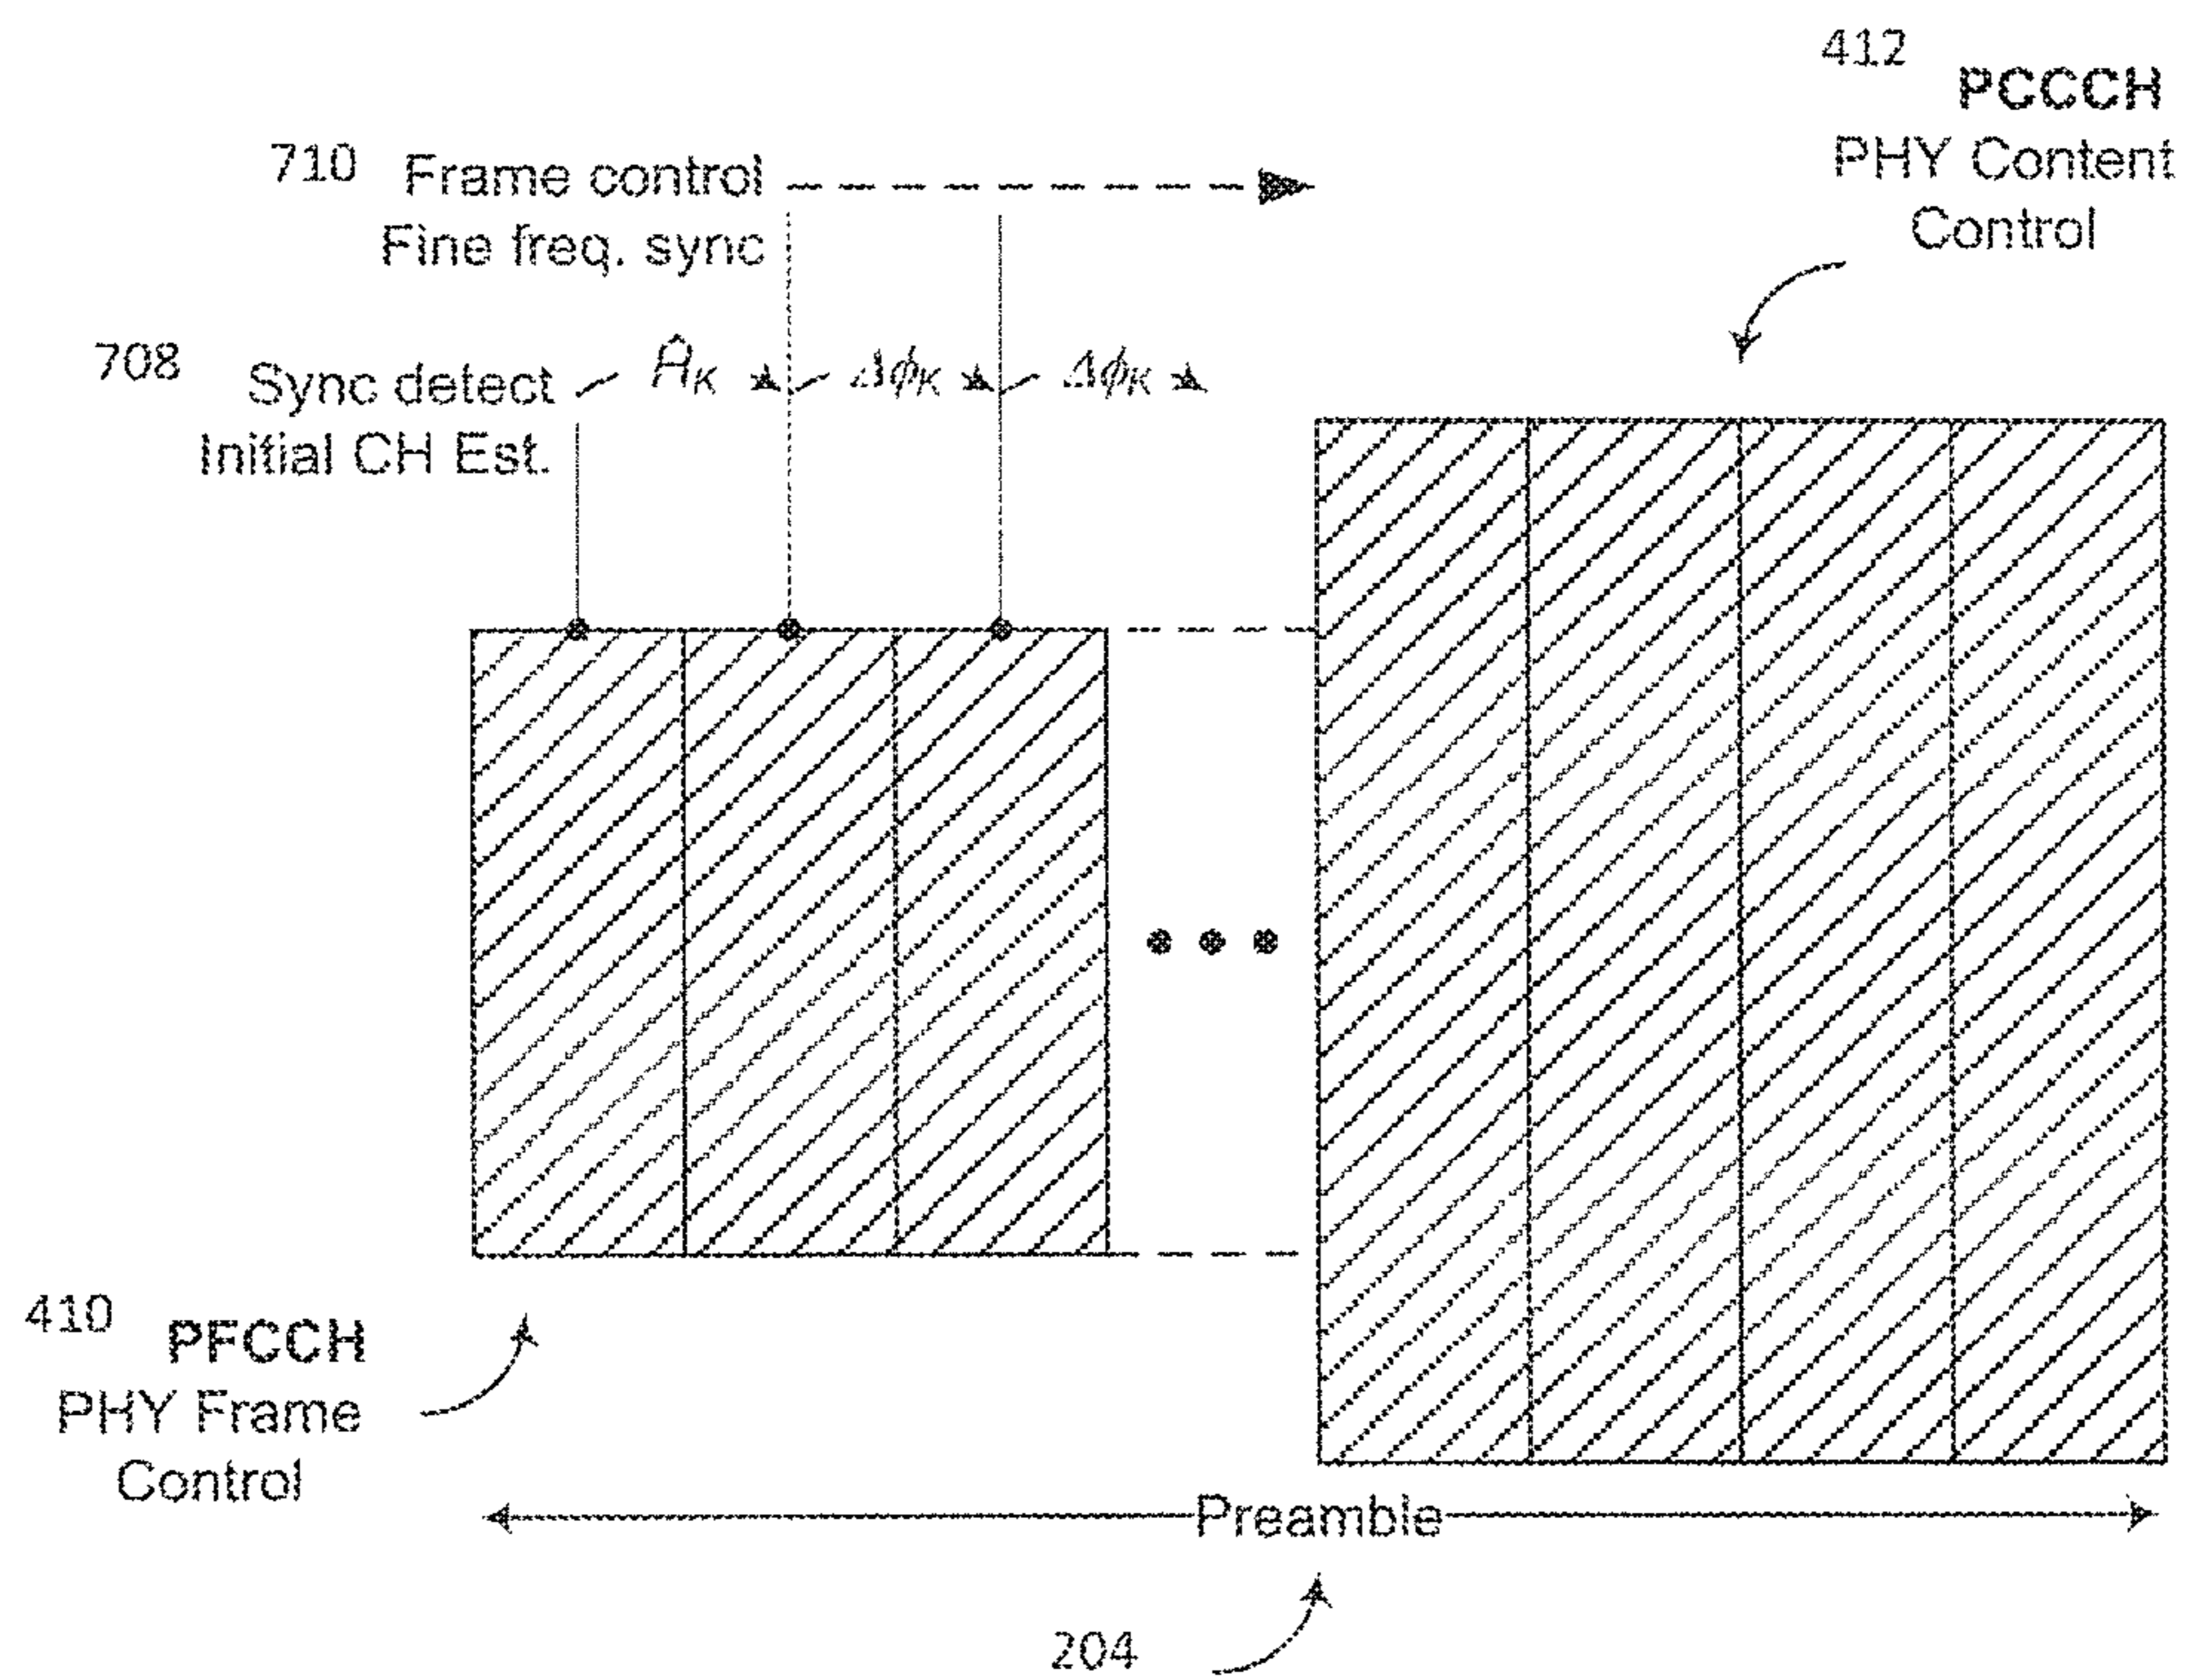 412
PCCCH
PHY Content
Control
710
Frame control
Fine freq. sync
708
Sync detect
Initial CH Est.
Ĥ_K
Δϕ_K
Δϕ_K
410
PFCCH
PHY Frame
Control
Preamble
204